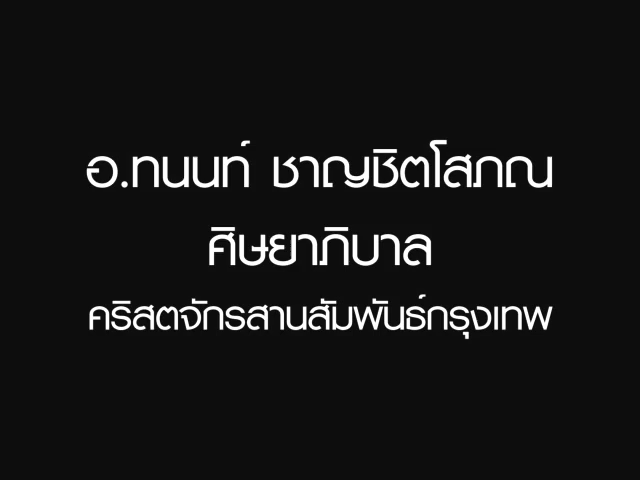 อ.ทนนท์ ชาญชิตโสภณ
ศิษยาภิบาล
คริสตจักรสานสัมพันธ์กรุงเทพ